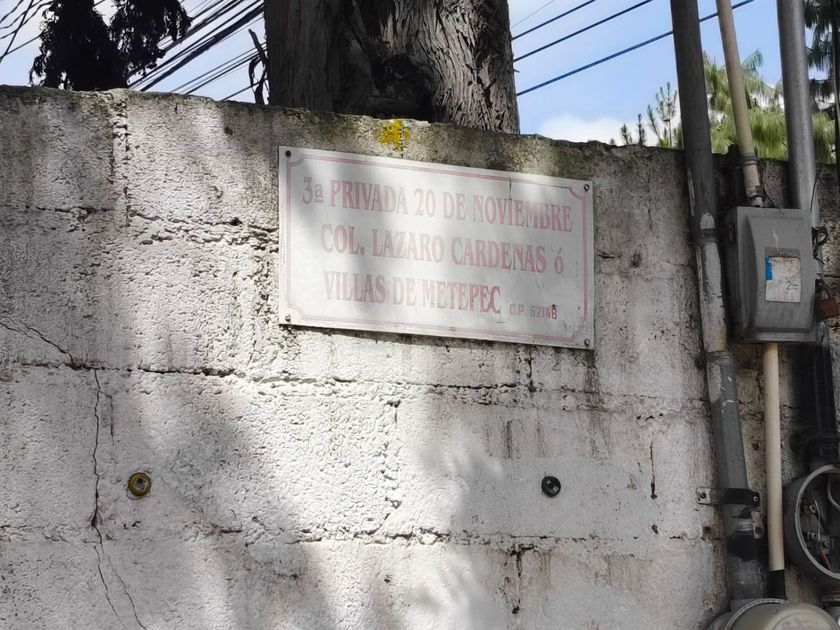 3a PRIVADA 20 DE NOVIEMBRE
COL. LAZARO CARDENAS ó
VILLAS DE METEPEC C.P. 52148